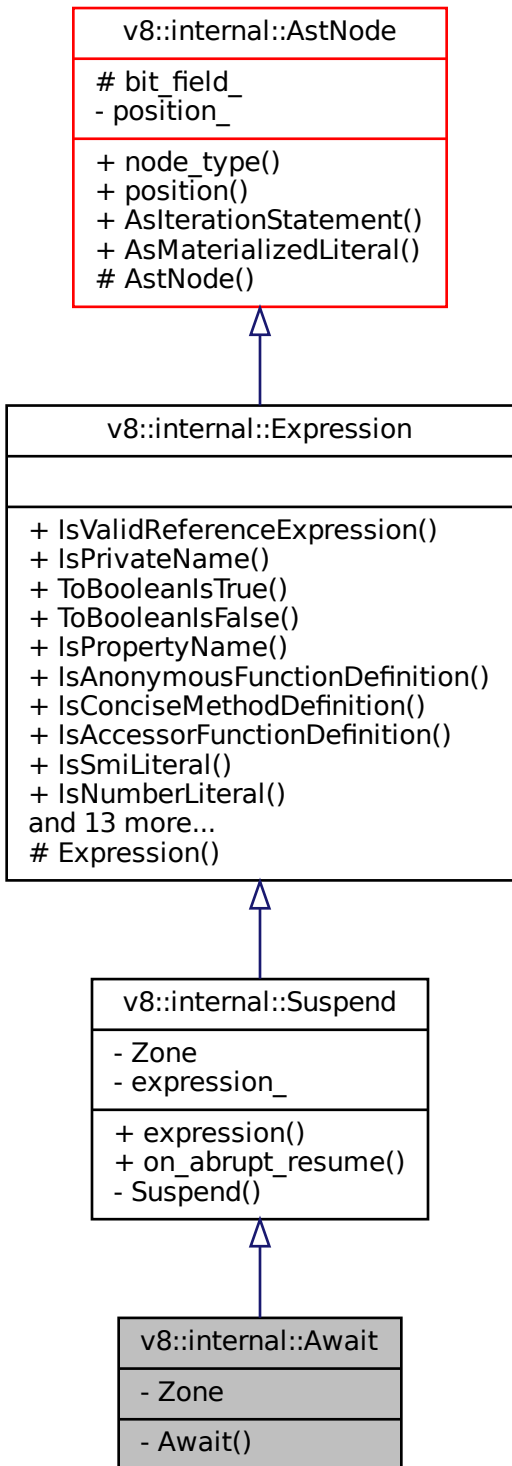 v8::internal::AstNode
# bit_field_
- position_
+ node_type()
+ position()
+ AsIterationStatement()
+ AsMaterializedLiteral()
# AstNode()
v8::internal::Expression
+ IsValidReferenceExpression()
+ IsPrivateName()
+ ToBooleanIsTrue()
+ ToBooleanIsFalse()
+ IsPropertyName()
+ IsAnonymousFunctionDefinition()
+ IsConciseMethodDefinition()
+ IsAccessorFunctionDefinition()
+ IsSmiLiteral()
+ IsNumberLiteral()
and 13 more...
# Expression()
v8::internal::Suspend
- Zone
- expression_
+ expression()
+ on_abrupt_resume()
- Suspend()
v8::internal::Await
- Zone
- Await()